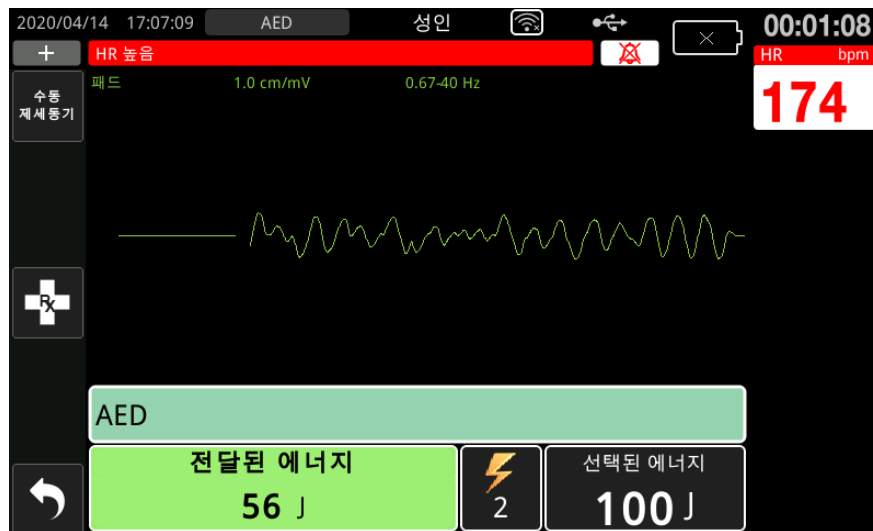 2020/04/14 17:07:09 AED 성인 00:01:08
HR 높음
HR bpm
174
수동
제세동기
패드 1.0 cm/mV 0.67-40 Hz
Rx
AED
전달된 에너지
56 J
2
선택된 에너지
100 J